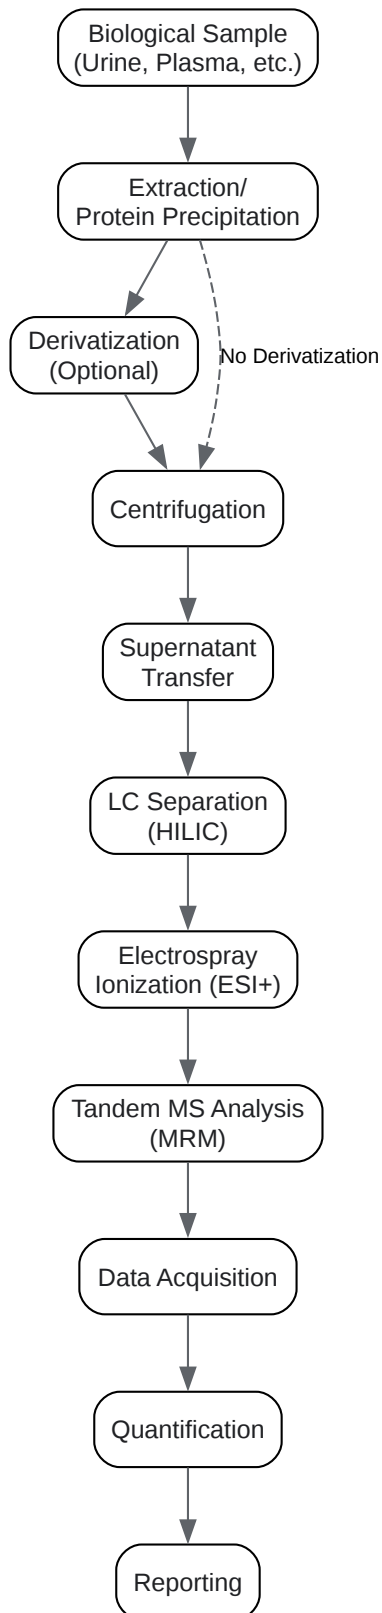 Biological Sample
(Urine, Plasma, etc.)
Extraction/
Protein Precipitation
Derivatization
(Optional)
No Derivatization
Centrifugation
Supernatant
Transfer
LC Separation
(HILIC)
Electrospray
Ionization (ESI+)
Tandem MS Analysis
(MRM)
Data Acquisition
Quantification
Reporting